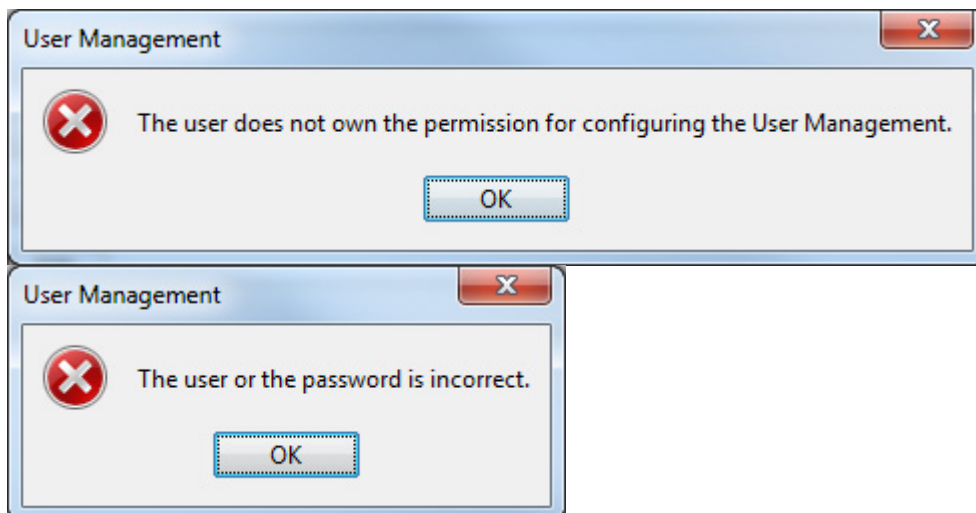 User Management
The user does not own the permission for configuring the User Management.
OK
User Management
The user or the password is incorrect.
OK